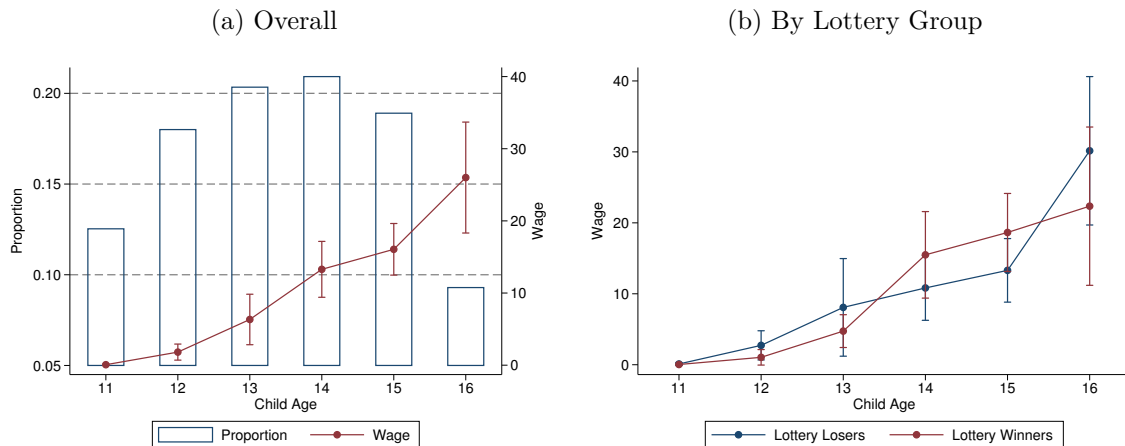 (a) Overall
(b) By Lottery Group
0.20
0.15
0.10
0.05
Proportion
40
30
20
10
0
Wage
11 12 13 14 15 16
Child Age
Proportion Wage
40
30
20
10
0
Wage
11 12 13 14 15 16
Child Age
Lottery Losers Lottery Winners